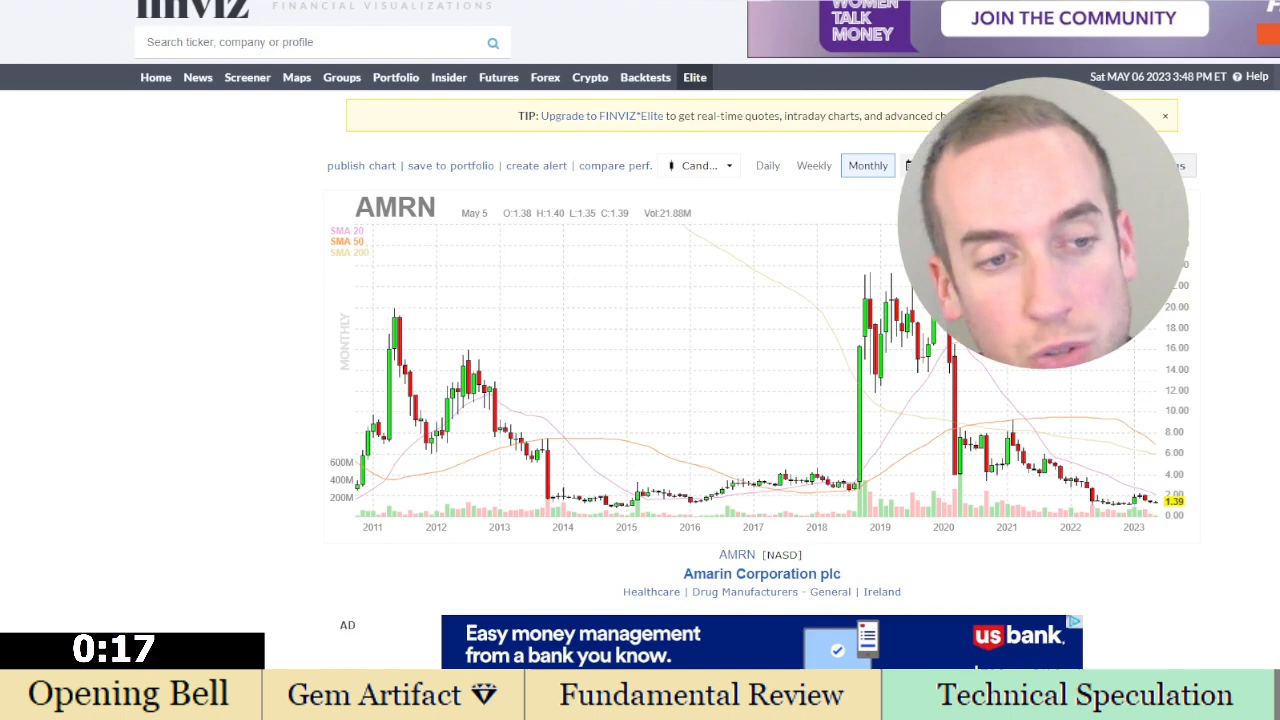 finviz
FINANCIAL VISUALIZATIONS
WOMEN
TALK
MONEY
JOIN THE COMMUNITY
Search ticker, company or profile
Home News Screener Maps Groups Portfolio Insider Futures Forex Crypto Backtests Elite
Sat MAY 06 2023 3:48 PM ET Help
TIP: Upgrade to FINVIZ*Elite to get real-time quotes, intraday charts, and advanced
×
publish chart | save to portfolio | create alert | compare perf.
Cand... Daily Weekly Monthly
AMRN May 5 O:1.38 H:1.40 L:1.35 C:1.39 Vol:21.88M
SMA 20
SMA 50
SMA 200
MONTHLY
20.00
18.00
16.00
14.00
12.00
10.00
8.00
6.00
4.00
2.00
1.39
0.00
600M
400M
200M
2011 2012 2013 2014 2015 2016 2017 2018 2019 2020 2021 2022 2023
AMRN [NASD]
Amarin Corporation plc
Healthcare | Drug Manufacturers - General | Ireland
AD
Easy money management
from a bank you know.
us bank.
0:17
Opening Bell
Gem Artifact
Fundamental Review
Technical Speculation